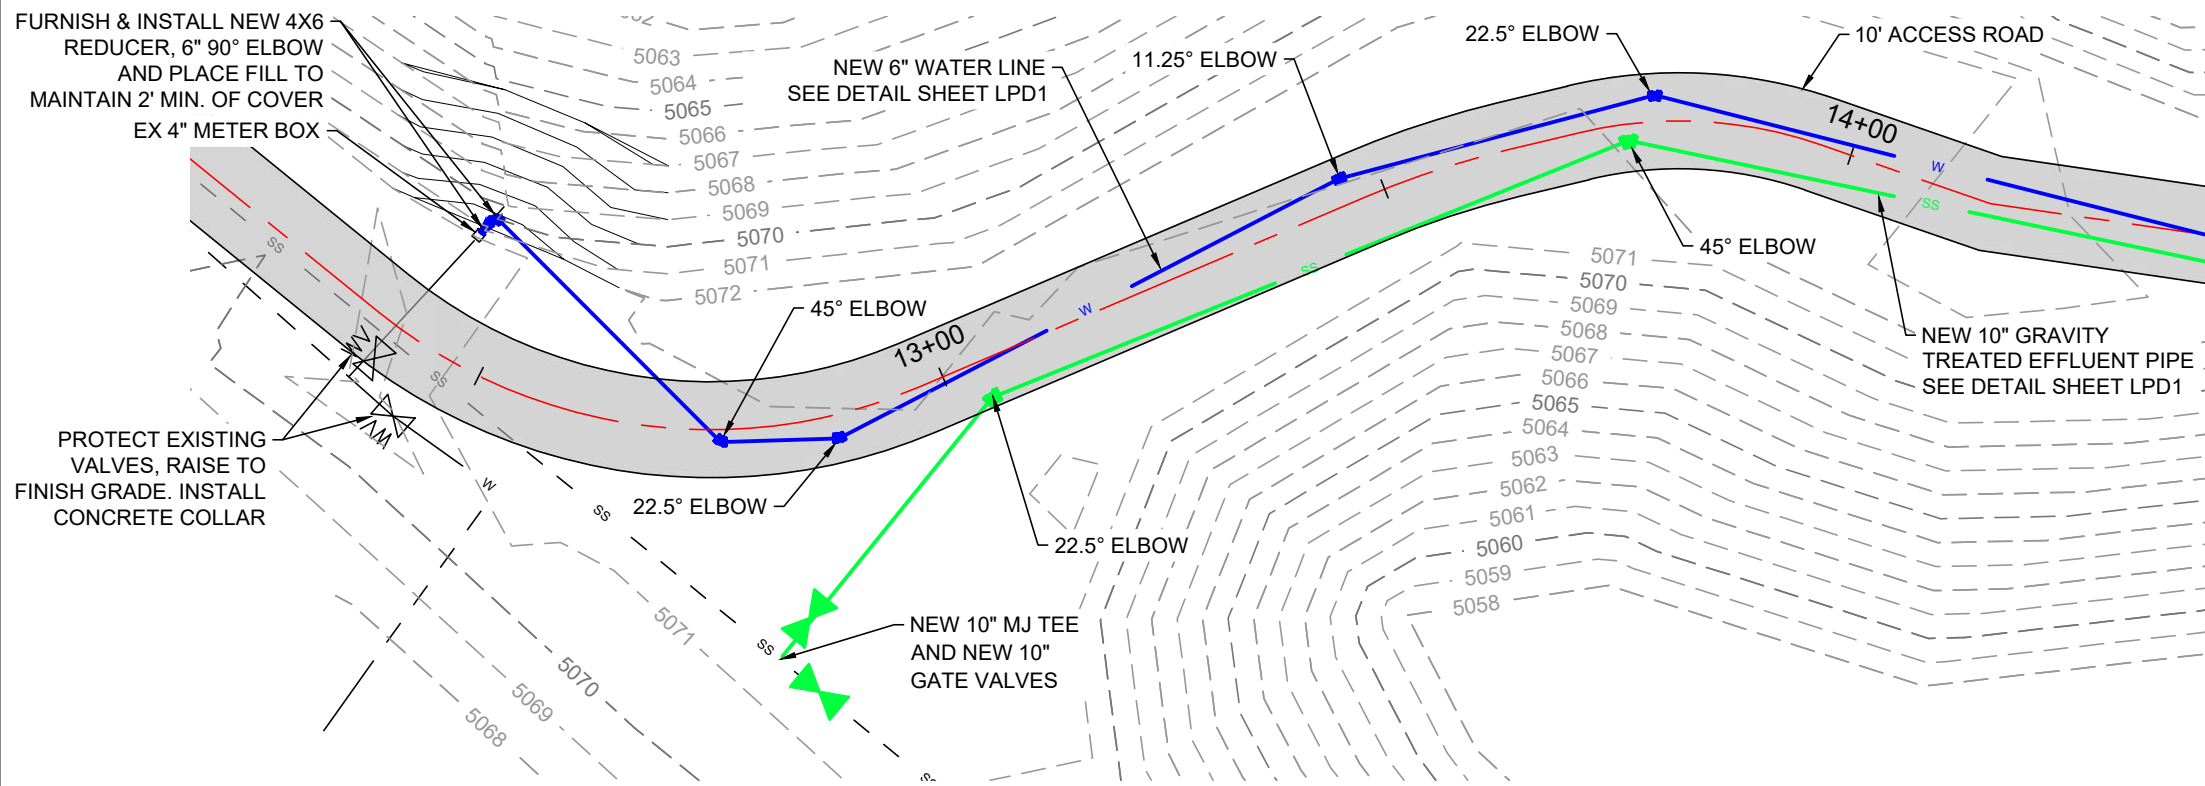 FURNISH & INSTALL NEW 4X6
REDUCER, 6" 90° ELBOW
AND PLACE FILL TO
MAINTAIN 2' MIN. OF COVER
EX 4" METER BOX
5063
5064
5065
5066
5067
5068
5069
5070
5071
5072
NEW 6" WATER LINE
SEE DETAIL SHEET LPD1
11.25° ELBOW
22.5° ELBOW
10' ACCESS ROAD
14+00
W
SS
45° ELBOW
NEW 10" GRAVITY
TREATED EFFLUENT PIPE
SEE DETAIL SHEET LPD1
45° ELBOW
13+00
W
SS
SS
SS
PROTECT EXISTING
VALVES, RAISE TO
FINISH GRADE. INSTALL
CONCRETE COLLAR
WV
WV
W
SS
22.5° ELBOW
22.5° ELBOW
NEW 10" MJ TEE
AND NEW 10"
GATE VALVES
SS
SS
5071
5070
5069
5068
5071
5070
5069
5068
5067
5066
5065
5064
5063
5062
5061
5060
5059
5058